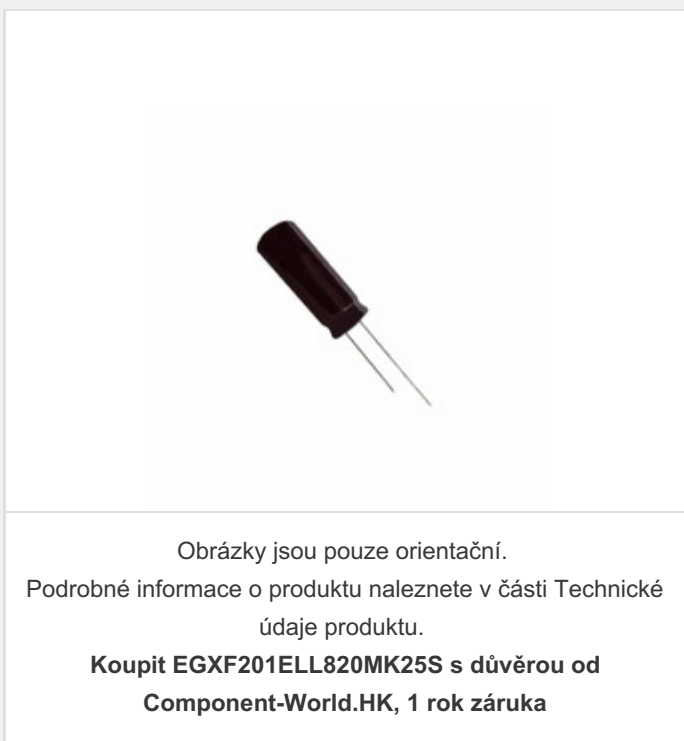 Obrázky jsou pouze orientační.
Podrobné informace o produktu naleznete v části Technické
údaje produktu.
Koupit EGXF201ELL820MK25S s důvěrou od
Component-World.HK, 1 rok záruka